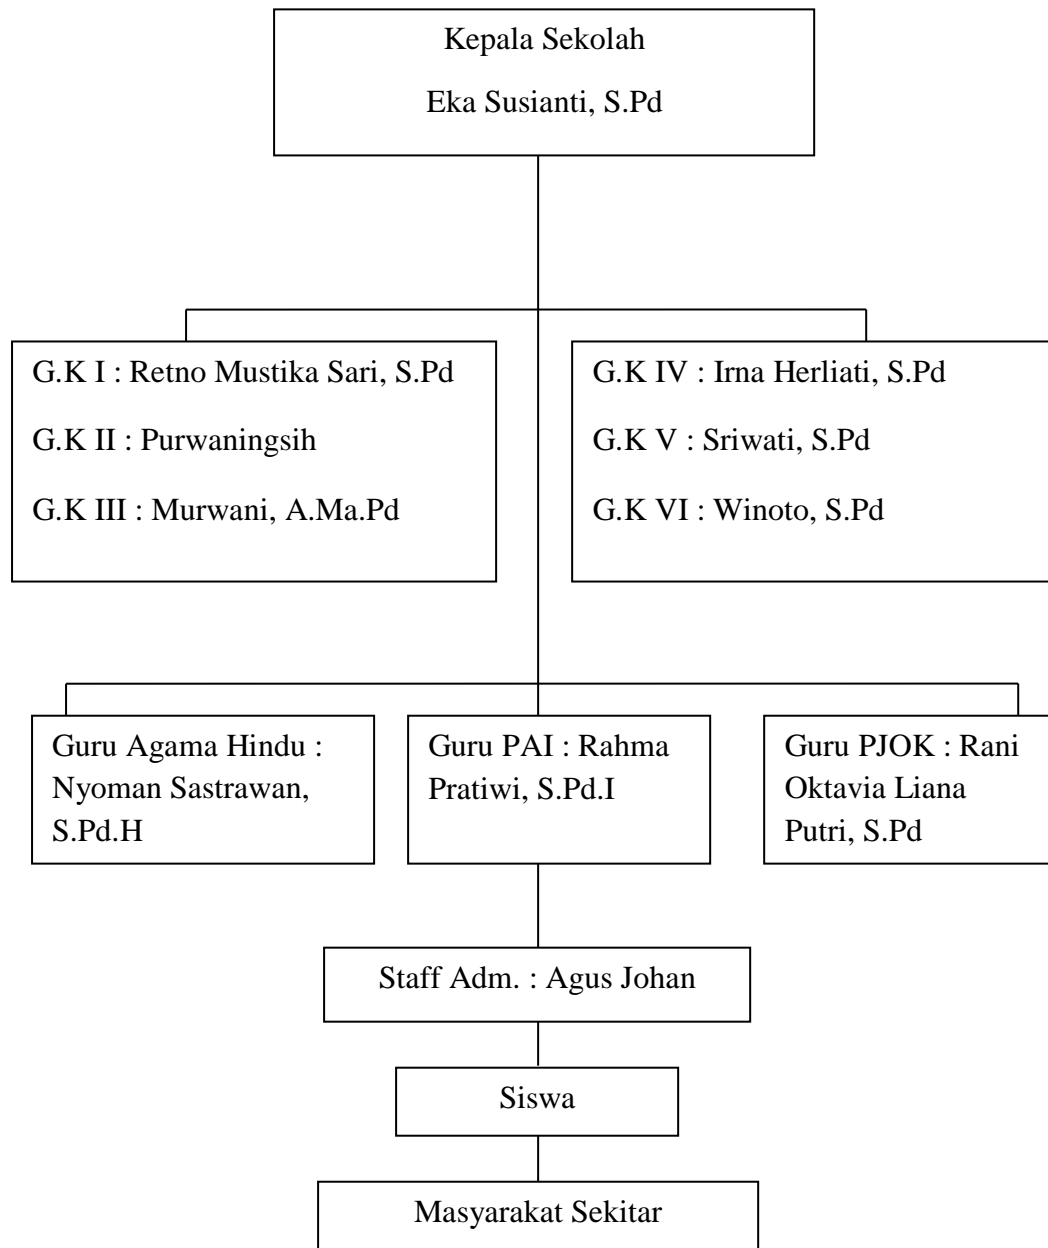 Kepala Sekolah
Eka Susianti, S.Pd
G.K I : Retno Mustika Sari, S.Pd
G.K II : Purwaningsih
G.K III : Murwani, A.Ma.Pd
G.K IV : Irna Herliati, S.Pd
G.K V : Sriwati, S.Pd
G.K VI : Winoto, S.Pd
Guru Agama Hindu :
Nyoman Sastrawan,
S.Pd.H
Guru PAI : Rahma
Pratiwi, S.Pd.I
Guru PJOK : Rani
Oktavia Liana
Putri, S.Pd
Staff Adm. : Agus Johan
Siswa
Masyarakat Sekitar